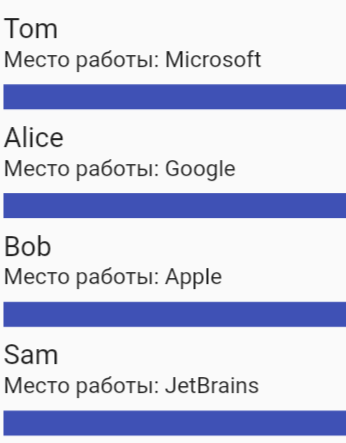 Tom
Место работы: Microsoft
Alice
Место работы: Google
Bob
Место работы: Apple
Sam
Место работы: JetBrains